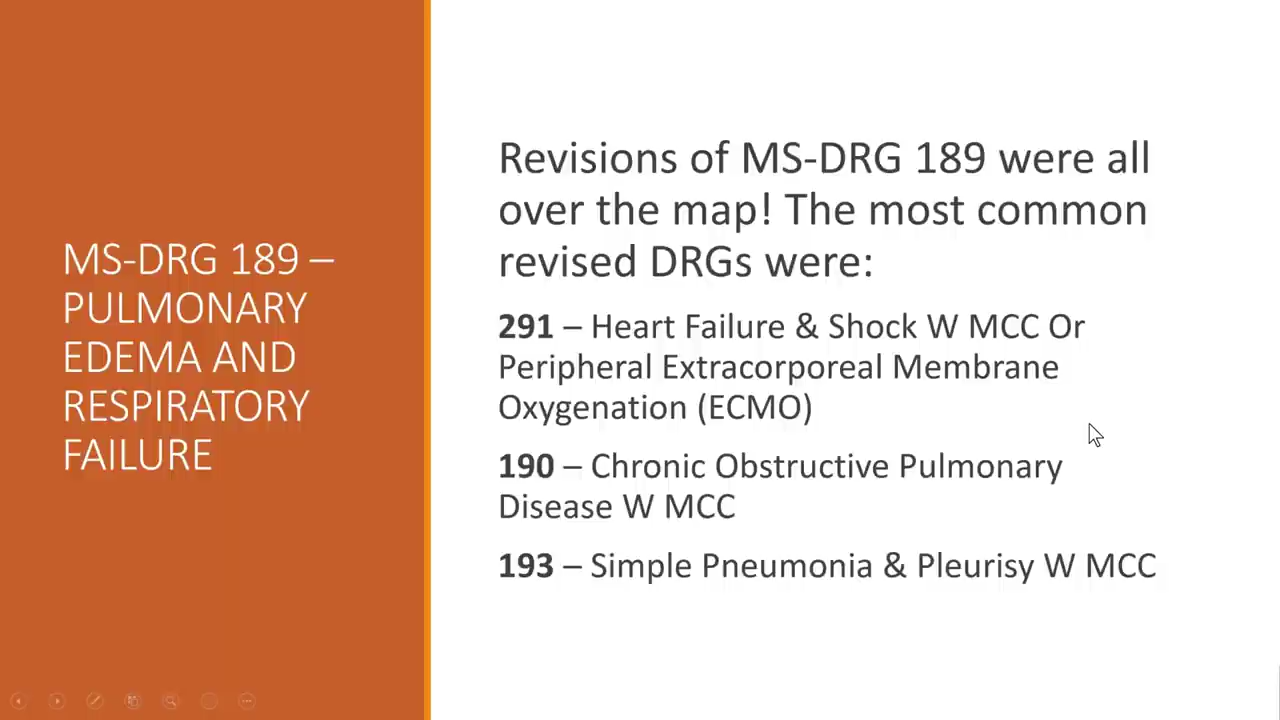 MS-DRG 189 –
PULMONARY
EDEMA AND
RESPIRATORY
FAILURE
Revisions of MS-DRG 189 were all
over the map! The most common
revised DRGs were:
291 – Heart Failure & Shock W MCC Or
Peripheral Extracorporeal Membrane
Oxygenation (ECMO)
190 – Chronic Obstructive Pulmonary
Disease W MCC
193 – Simple Pneumonia & Pleurisy W MCC